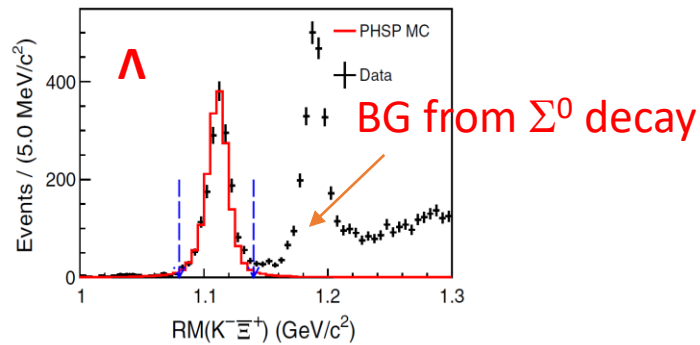 Λ
PHSP MC
Data
BG from Σ⁰ decay
Events / (5.0 MeV/c²)
400
200
0
1 1.1 1.2 1.3
RM(K⁻Ξ̅⁺) (GeV/c²)